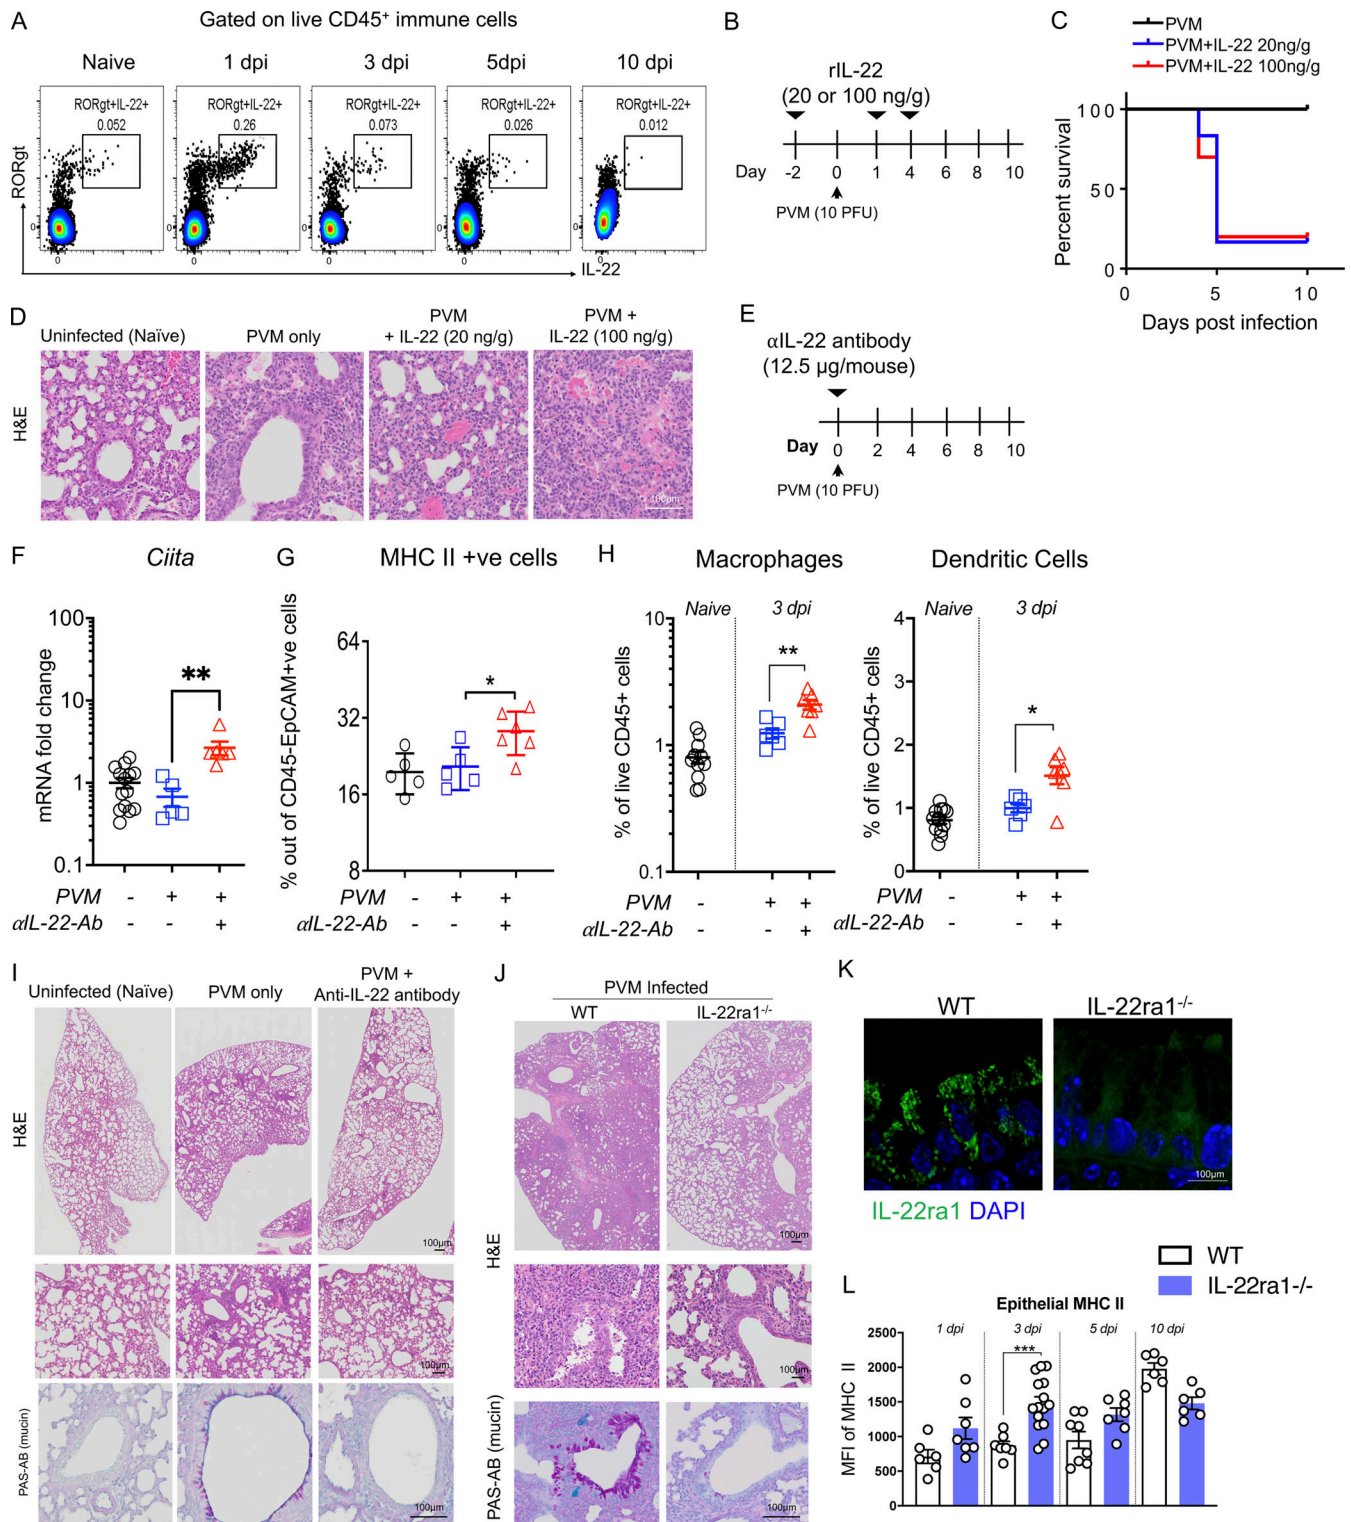 A
Gated on live CD45+ immune cells
Naive
1 dpi
3 dpi
5dpi
10 dpi
RORgt+IL-22+
0.052
RORgt+IL-22+
0.26
RORgt+IL-22+
0.073
RORgt+IL-22+
0.026
RORgt+IL-22+
0.012
RORgt
0
0
0
0
0
0
0
0
0
0
IL-22
B
rIL-22
(20 or 100 ng/g)
Day
-2
0
1
4
6
8
10
PVM (10 PFU)
C
PVM
PVM+IL-22 20ng/g
PVM+IL-22 100ng/g
Percent survival
100
50
0
0
5
10
Days post infection
D
Uninfected (Naïve)
PVM only
PVM
+ IL-22 (20 ng/g)
PVM +
IL-22 (100 ng/g)
H&E
100µm
E
αIL-22 antibody
(12.5 µg/mouse)
Day
0
2
4
6
8
10
PVM (10 PFU)
F
Ciita
mRNA fold change
100
10
1
0.1
**
PVM
-
+
+
αIL-22-Ab
-
-
+
G
MHC II +ve cells
% out of CD45-EpCAM+ve cells
64
32
16
8
*
-
+
+
-
-
+
H
Macrophages
Naive
3 dpi
% of live CD45+ cells
10
1
0.1
**
PVM
-
+
+
αIL-22-Ab
-
-
+
Dendritic Cells
Naive
3 dpi
% of live CD45+ cells
4
3
2
1
0
*
-
+
+
-
-
+
I
Uninfected (Naïve)
PVM only
PVM +
Anti-IL-22 antibody
H&E
100µm
100µm
PAS-AB (mucin)
100µm
J
PVM Infected
WT
IL-22ra1-/-
H&E
100µm
100µm
PAS-AB (mucin)
100µm
K
WT
IL-22ra1-/-
100µm
IL-22ra1 DAPI
L
WT
IL-22ra1-/-
Epithelial MHC II
1 dpi
3 dpi
5 dpi
10 dpi
***
MFI of MHC II
2500
2000
1500
1000
500
0